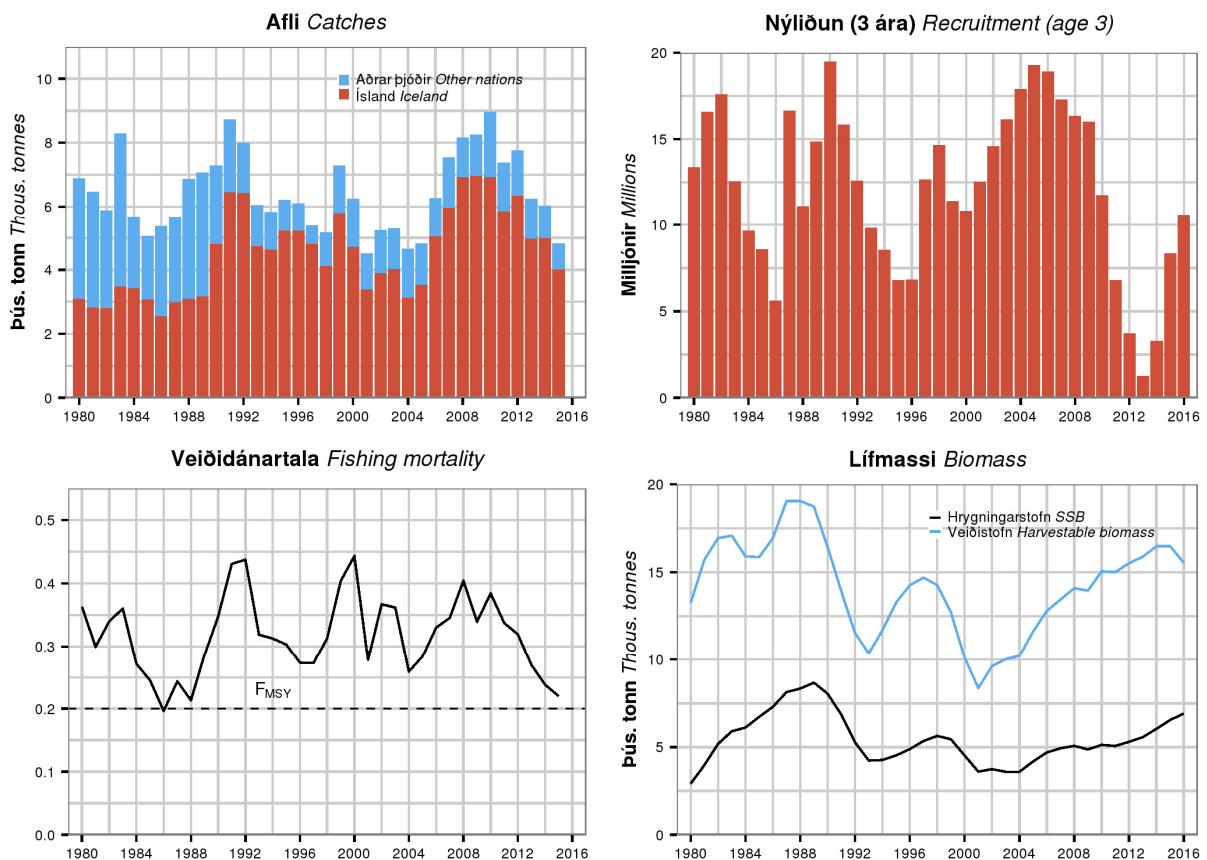 Afli Catches
Þús. tonn Thous. tonnes
10
8
6
4
2
0
Aðrar þjóðir Other nations
Ísland Iceland
1980 1984 1988 1992 1996 2000 2004 2008 2012 2016
Nýliðun (3 ára) Recruitment (age 3)
Milljónir Millions
20
15
10
5
0
1980 1984 1988 1992 1996 2000 2004 2008 2012 2016
Veiðidánartala Fishing mortality
0.5
0.4
0.3
0.2
0.1
0.0
FMSY
1980 1984 1988 1992 1996 2000 2004 2008 2012 2016
Lífmassi Biomass
Þús. tonn Thous. tonnes
20
15
10
5
0
Hrygningarstofn SSB
Veiðistofn Harvestable biomass
1980 1984 1988 1992 1996 2000 2004 2008 2012 2016